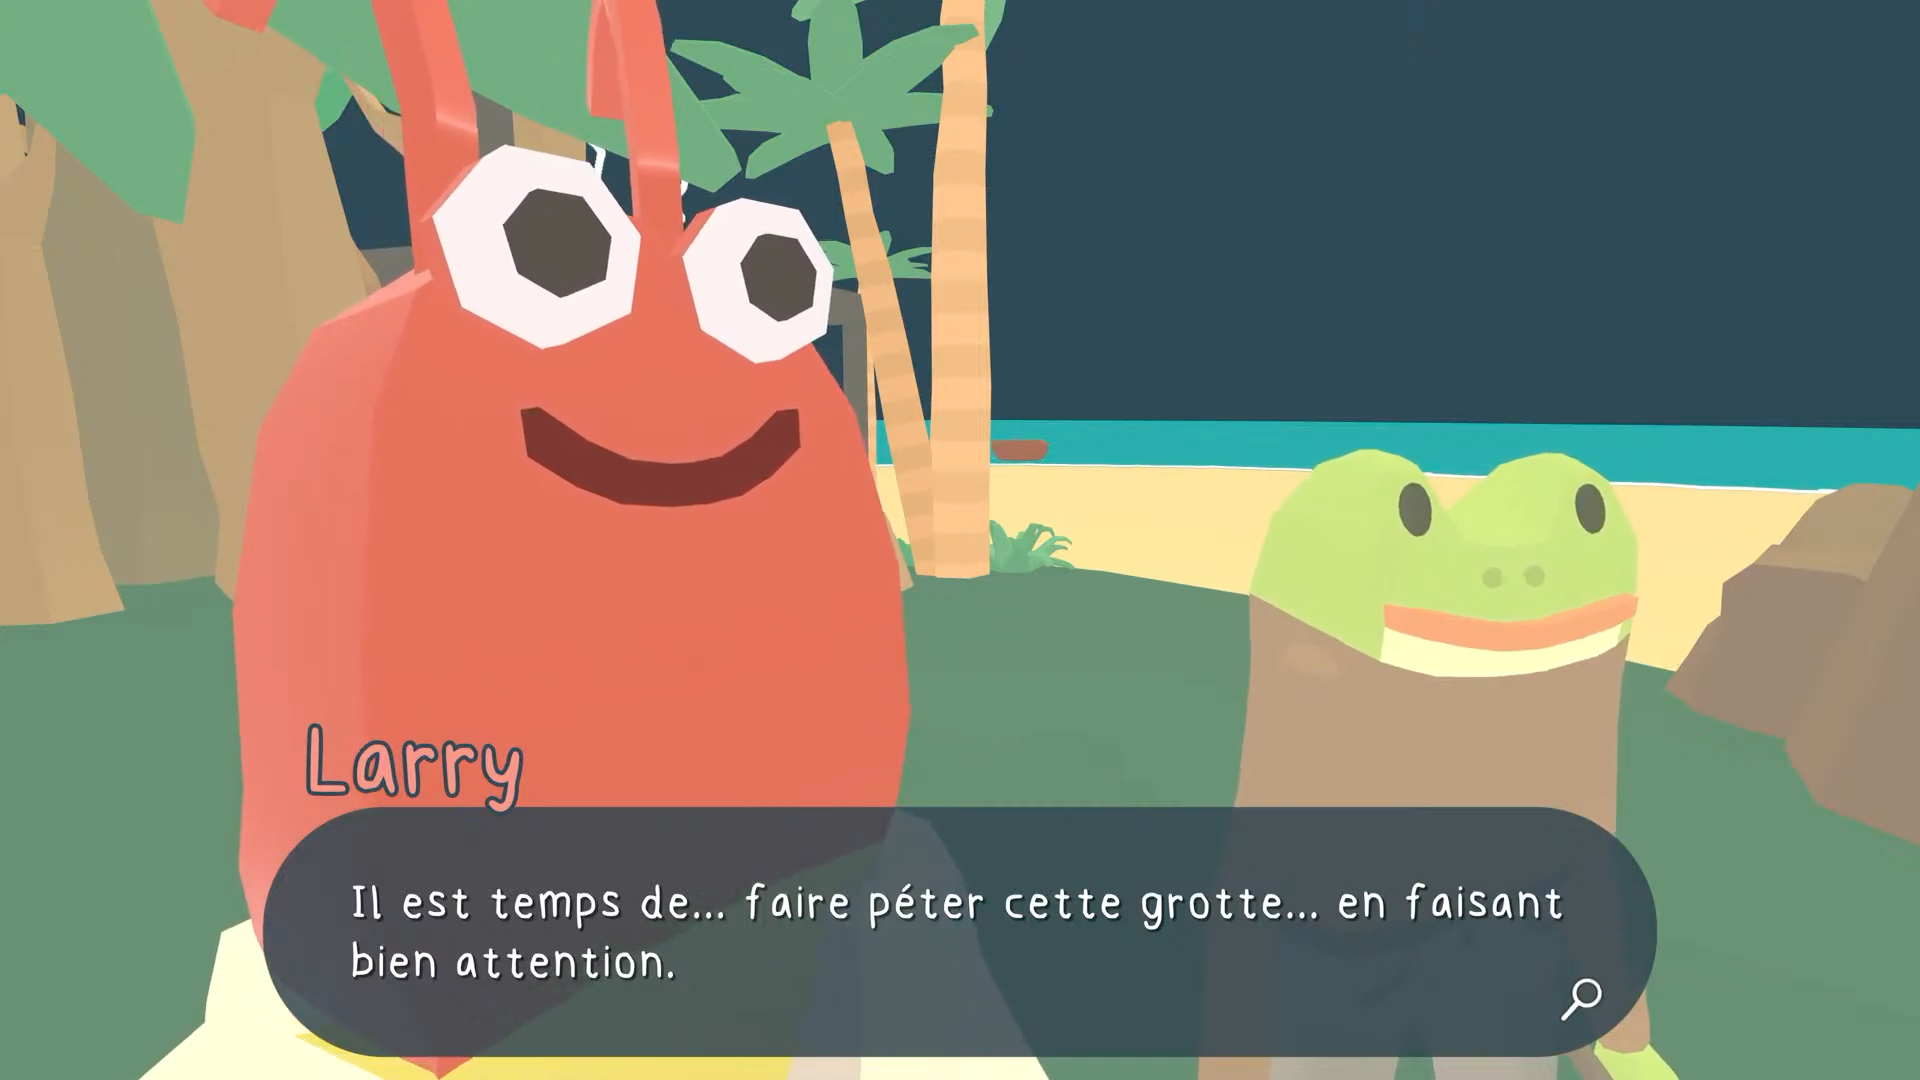 Larry
Il est temps de... faire péter cette grotte... en faisant
bien attention.